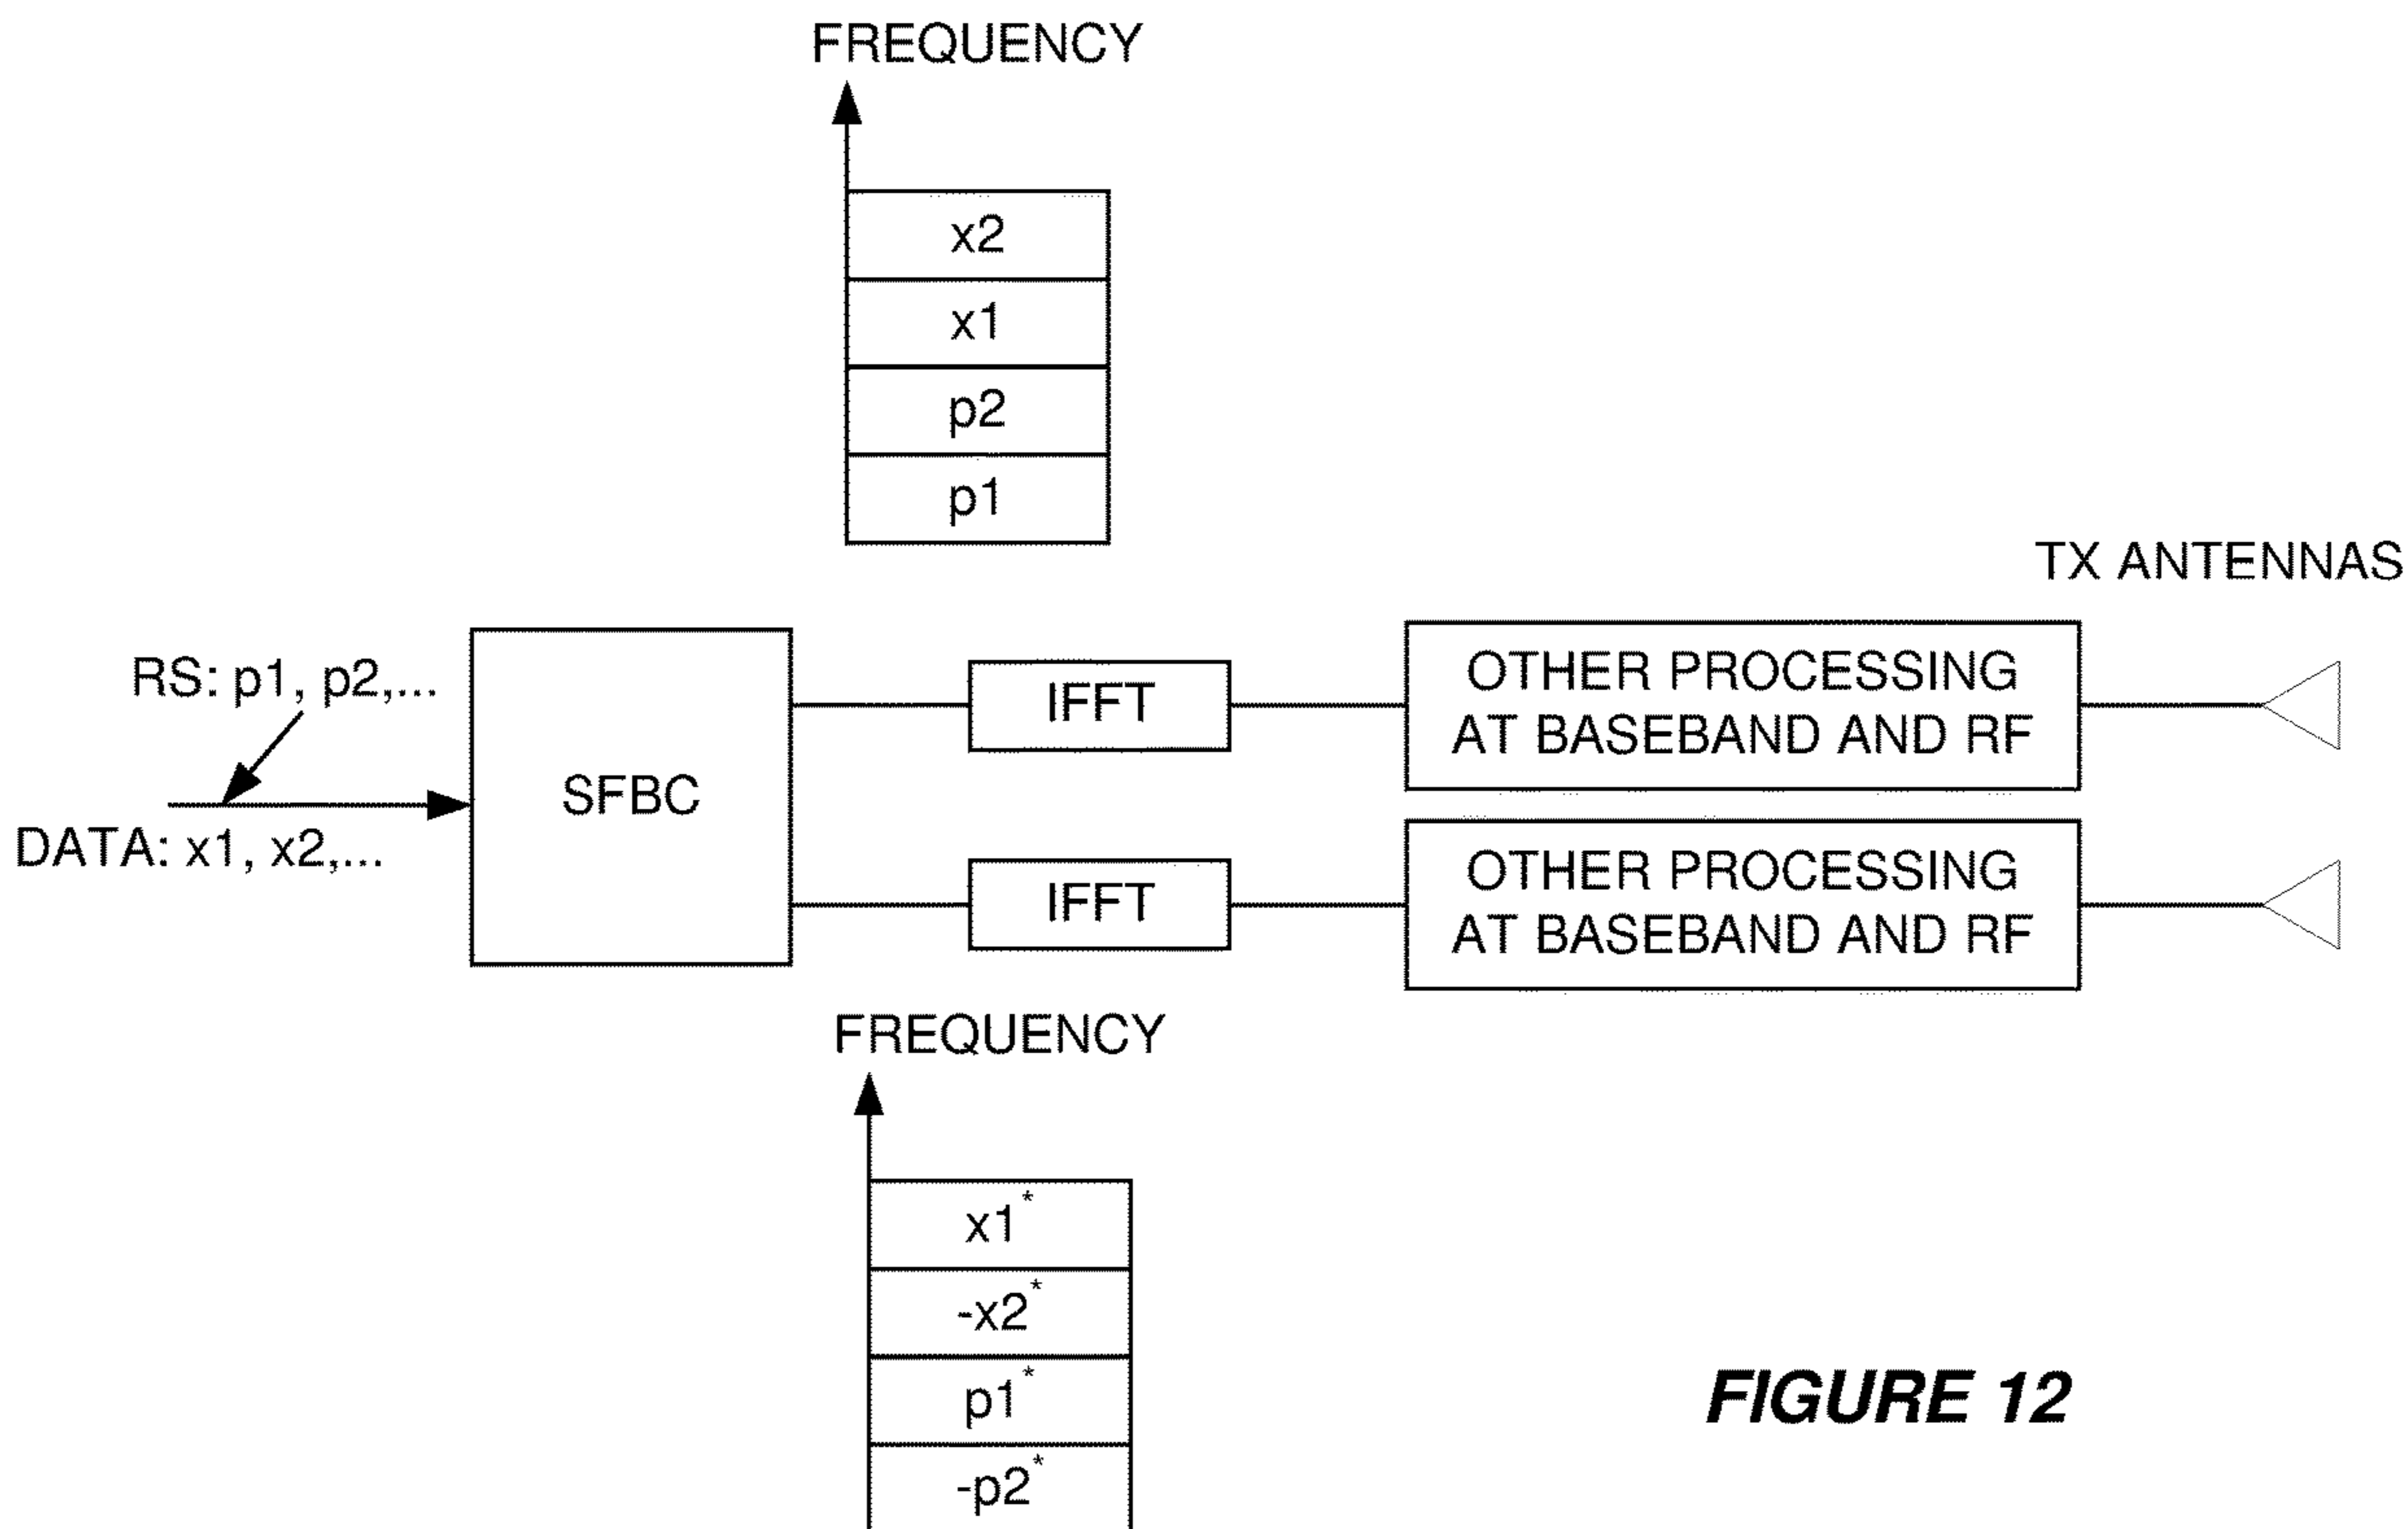 FREQUENCY
x2
x1
p2
p1
TX ANTENNAS
RS: p1, p2,...
DATA: x1, x2,...
SFBC
IFFT
OTHER PROCESSING
AT BASEBAND AND RF
IFFT
OTHER PROCESSING
AT BASEBAND AND RF
FREQUENCY
x1*
-x2*
p1*
-p2*
FIGURE 12